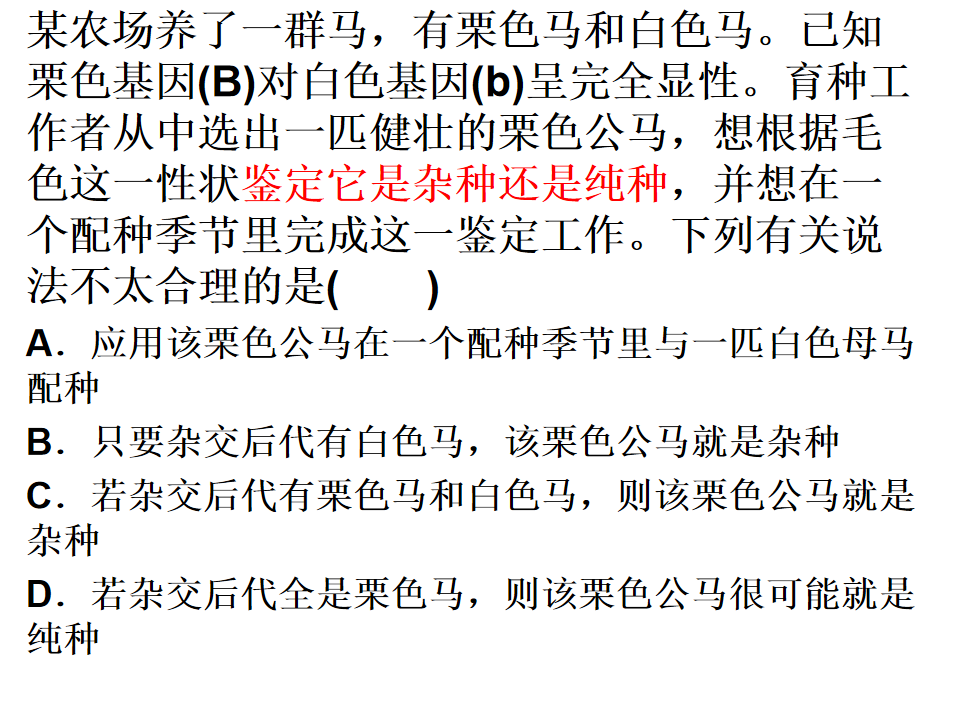 某农场养了一群马，有栗色马和白色马。已知
栗色基因(B)对白色基因(b)呈完全显性。育种工
作者从中选出一匹健壮的栗色公马，想根据毛
色这一性状鉴定它是杂种还是纯种，并想在一
个配种季节里完成这一鉴定工作。下列有关说
法不太合理的是(　　)
A．应用该栗色公马在一个配种季节里与一匹白色母马
配种
B．只要杂交后代有白色马，该栗色公马就是杂种
C．若杂交后代有栗色马和白色马，则该栗色公马就是
杂种
D．若杂交后代全是栗色马，则该栗色公马很可能就是
纯种